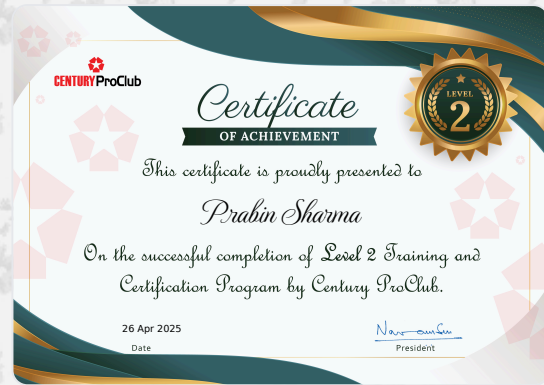 CENTURY ProClub
Certificate
OF ACHIEVEMENT
LEVEL
2
This certificate is proudly presented to
Prabin Sharma
On the successful completion of Level 2 Training and
Certification Program by Century ProClub.
26 Apr 2025
Date
President